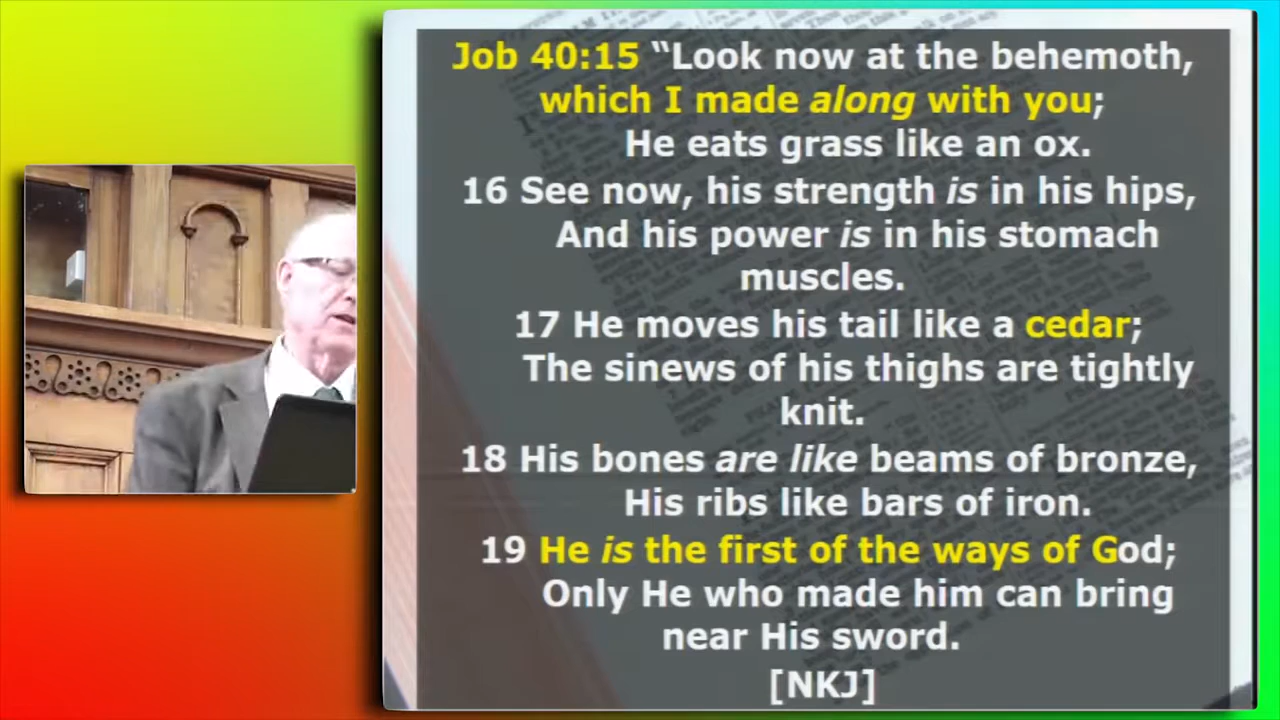 Job 40:15 “Look now at the behemoth,
which I made along with you;
He eats grass like an ox.
16 See now, his strength is in his hips,
And his power is in his stomach
muscles.
17 He moves his tail like a cedar;
The sinews of his thighs are tightly
knit.
18 His bones are like beams of bronze,
His ribs like bars of iron.
19 He is the first of the ways of God;
Only He who made him can bring
near His sword.
[NKJ]